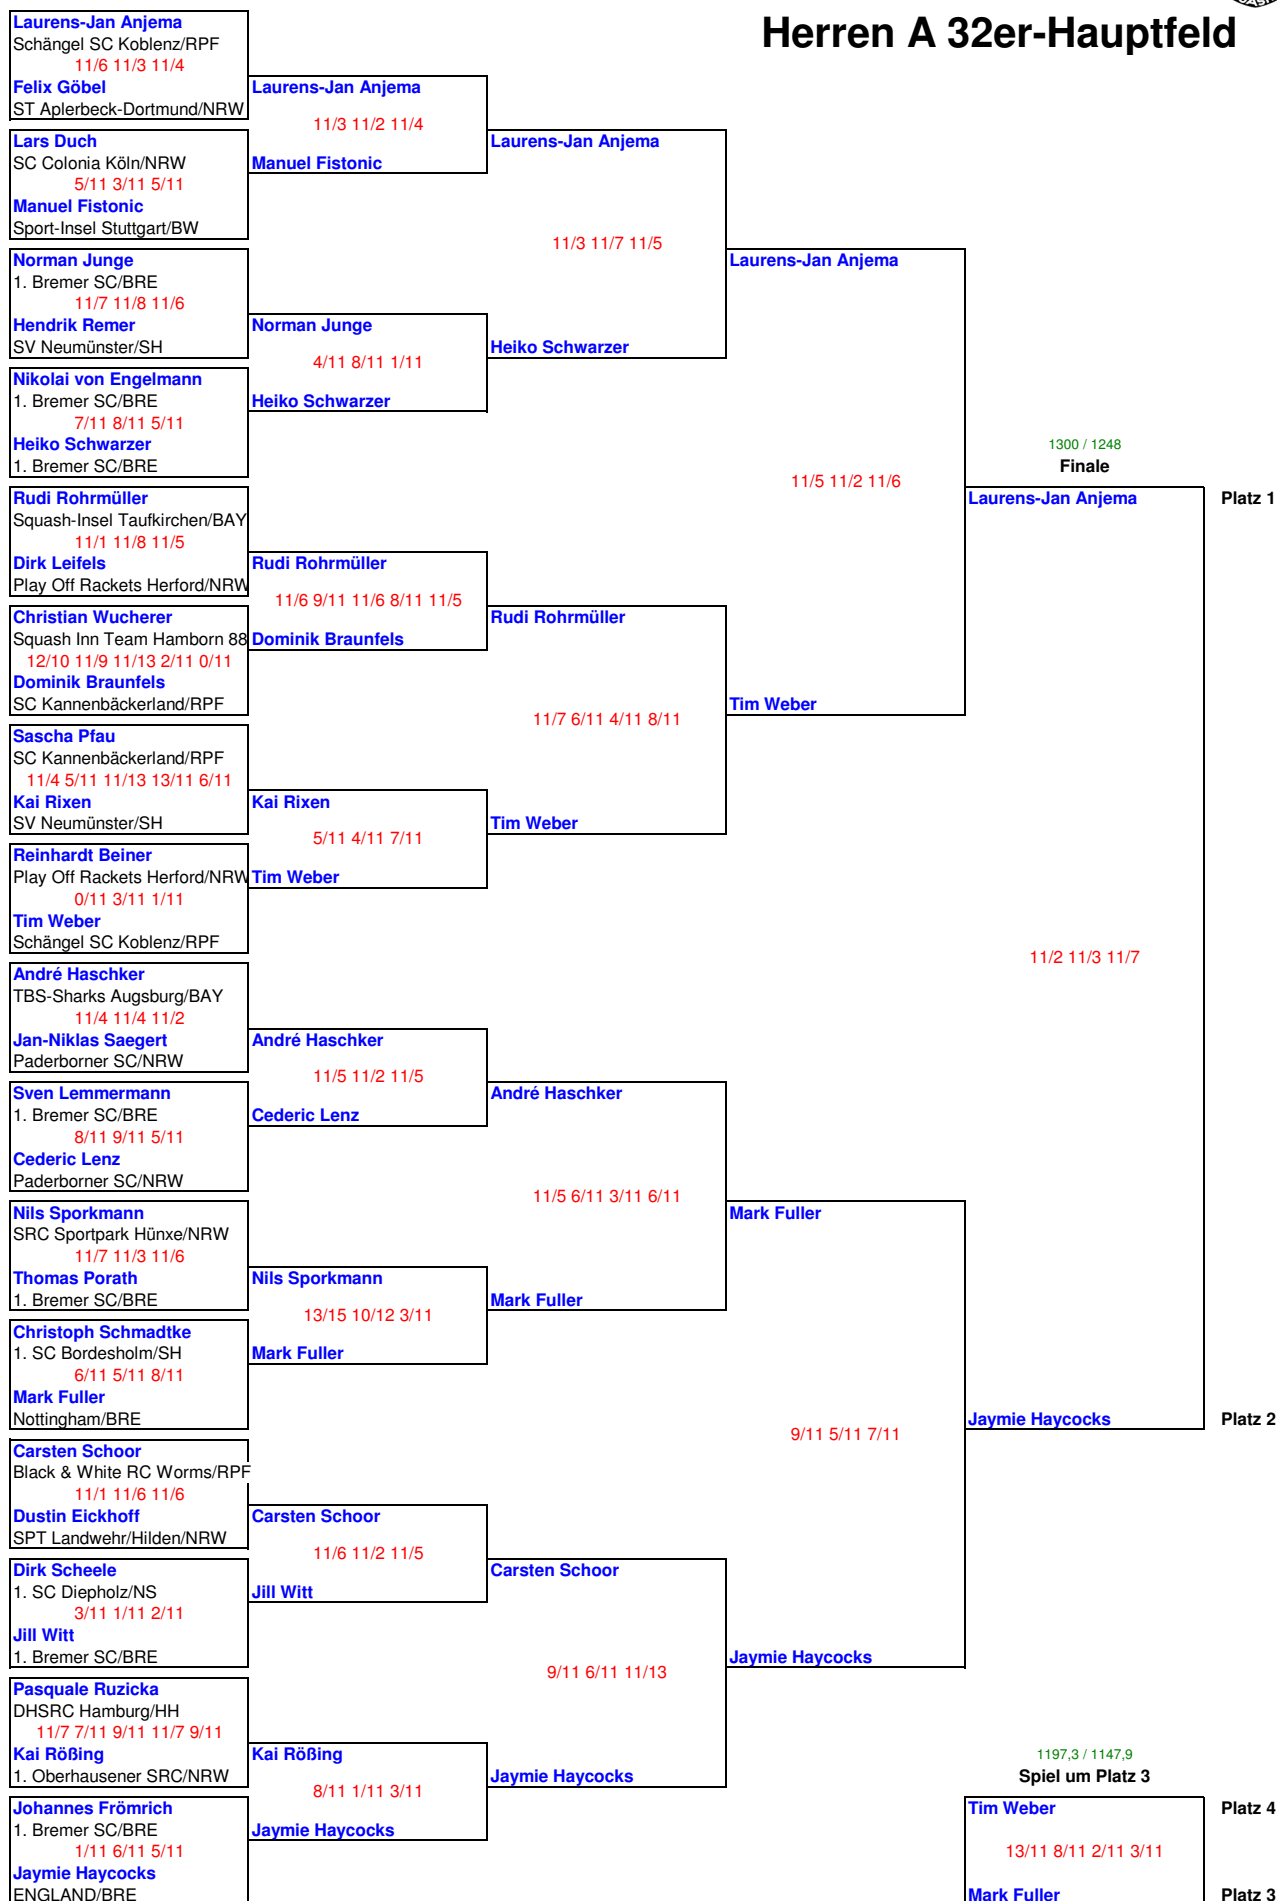 Herren A 32er-Hauptfeld
Laurens-Jan Anjema
Schängel SC Koblenz/RPF
11/6 11/3 11/4
Felix Göbel
ST Aplerbeck-Dortmund/NRW
Lars Duch
SC Colonia Köln/NRW
5/11 3/11 5/11
Manuel Fistonic
Sport-Insel Stuttgart/BW
Norman Junge
1. Bremer SC/BRE
11/7 11/8 11/6
Hendrik Remer
SV Neumünster/SH
Nikolai von Engelmann
1. Bremer SC/BRE
7/11 8/11 5/11
Heiko Schwarzer
1. Bremer SC/BRE
Rudi Rohrmüller
Squash-Insel Taufkirchen/BAY
11/1 11/8 11/5
Dirk Leifels
Play Off Rackets Herford/NRW
Christian Wucherer
Squash Inn Team Hamborn 88
12/10 11/9 11/13 2/11 0/11
Dominik Braunfels
SC Kannenbäckerland/RPF
Sascha Pfau
SC Kannenbäckerland/RPF
11/4 5/11 11/13 13/11 6/11
Kai Rixen
SV Neumünster/SH
Reinhardt Beiner
Play Off Rackets Herford/NRW
0/11 3/11 1/11
Tim Weber
Schängel SC Koblenz/RPF
André Haschker
TBS-Sharks Augsburg/BAY
11/4 11/4 11/2
Jan-Niklas Saegert
Paderborner SC/NRW
Sven Lemmermann
1. Bremer SC/BRE
8/11 9/11 5/11
Cederic Lenz
Paderborner SC/NRW
Nils Sporkmann
SRC Sportpark Hünxe/NRW
11/7 11/3 11/6
Thomas Porath
1. Bremer SC/BRE
Christoph Schmadtke
1. SC Bordesholm/SH
6/11 5/11 8/11
Mark Fuller
Nottingham/BRE
Carsten Schoor
Black & White RC Worms/RPF
11/1 11/6 11/6
Dustin Eickhoff
SPT Landwehr/Hilden/NRW
Dirk Scheele
1. SC Diepholz/NS
3/11 1/11 2/11
Jill Witt
1. Bremer SC/BRE
Pasquale Ruzicka
DHSRC Hamburg/HH
11/7 7/11 9/11 11/7 9/11
Kai Rößing
1. Oberhausener SRC/NRW
Johannes Frömrich
1. Bremer SC/BRE
1/11 6/11 5/11
Jaymie Haycocks
ENGLAND/BRE
Laurens-Jan Anjema
11/3 11/2 11/4
Manuel Fistonic
Norman Junge
4/11 8/11 1/11
Heiko Schwarzer
Rudi Rohrmüller
11/6 9/11 11/6 8/11 11/5
Dominik Braunfels
Kai Rixen
5/11 4/11 7/11
Tim Weber
André Haschker
11/5 11/2 11/5
Cederic Lenz
Nils Sporkmann
13/15 10/12 3/11
Mark Fuller
Carsten Schoor
11/6 11/2 11/5
Jill Witt
Kai Rößing
8/11 1/11 3/11
Jaymie Haycocks
Laurens-Jan Anjema
11/3 11/7 11/5
Heiko Schwarzer
Rudi Rohrmüller
11/7 6/11 4/11 8/11
Tim Weber
André Haschker
11/5 6/11 3/11 6/11
Mark Fuller
Carsten Schoor
9/11 6/11 11/13
Jaymie Haycocks
Laurens-Jan Anjema
11/5 11/2 11/6
Tim Weber
Mark Fuller
9/11 5/11 7/11
Jaymie Haycocks
1300 / 1248
Finale
Laurens-Jan Anjema Platz 1
11/2 11/3 11/7
Jaymie Haycocks Platz 2
1197,3 / 1147,9
Spiel um Platz 3
Tim Weber Platz 4
13/11 8/11 2/11 3/11
Mark Fuller Platz 3